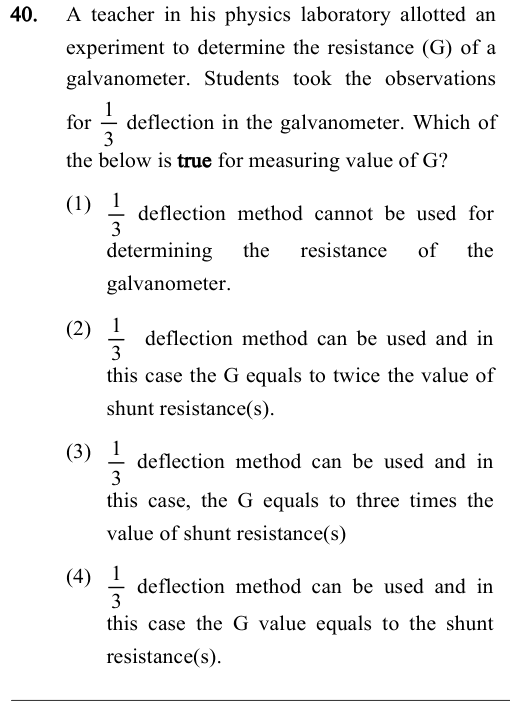 40. A teacher in his physics laboratory allotted an
experiment to determine the resistance (G) of a
galvanometer. Students took the observations
for 1/3 deflection in the galvanometer. Which of
the below is true for measuring value of G?
(1) 1/3 deflection method cannot be used for
determining the resistance of the
galvanometer.
(2) 1/3 deflection method can be used and in
this case the G equals to twice the value of
shunt resistance(s).
(3) 1/3 deflection method can be used and in
this case, the G equals to three times the
value of shunt resistance(s)
(4) 1/3 deflection method can be used and in
this case the G value equals to the shunt
resistance(s).